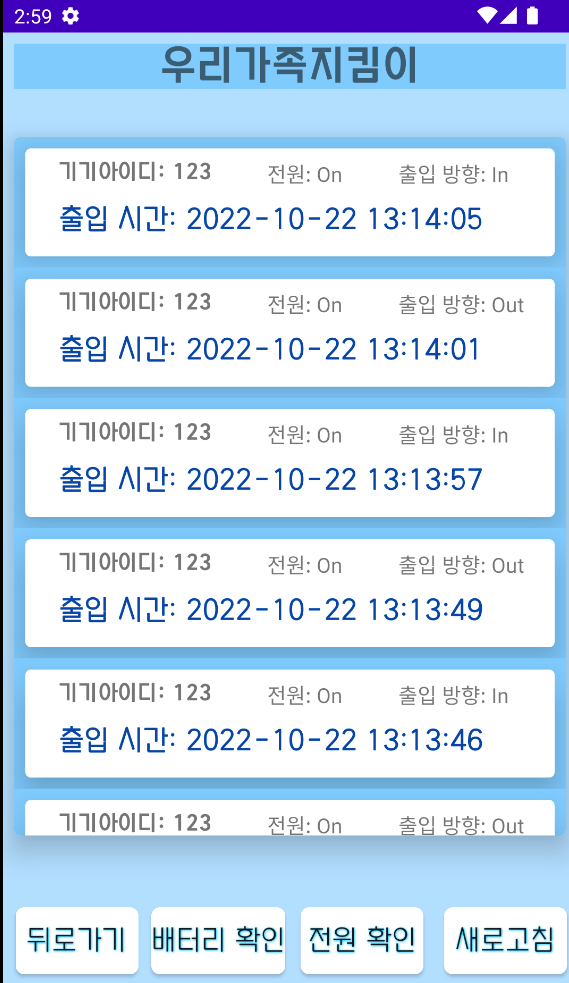 2:59
우리가족지킴이
기기아이디: 123 전원: On 출입 방향: In
출입 시간: 2022-10-22 13:14:05
기기아이디: 123 전원: On 출입 방향: Out
출입 시간: 2022-10-22 13:14:01
기기아이디: 123 전원: On 출입 방향: In
출입 시간: 2022-10-22 13:13:57
기기아이디: 123 전원: On 출입 방향: Out
출입 시간: 2022-10-22 13:13:49
기기아이디: 123 전원: On 출입 방향: In
출입 시간: 2022-10-22 13:13:46
기기아이디: 123 전원: On 출입 방향: Out
뒤로가기 배터리 확인 전원 확인 새로고침